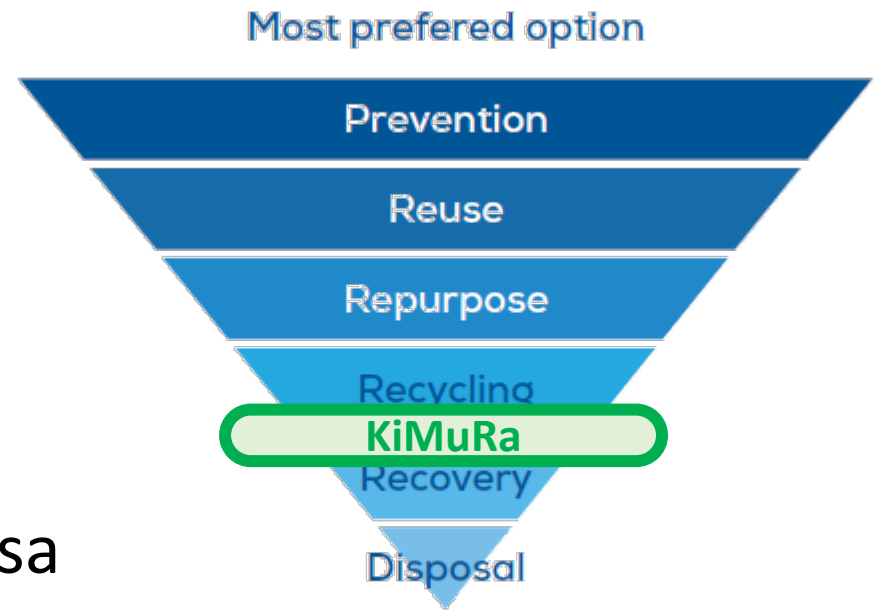 Most prefered option
Prevention
Reuse
Repurpose
Recycling
KiMuRa
Recovery
sa
Disposal